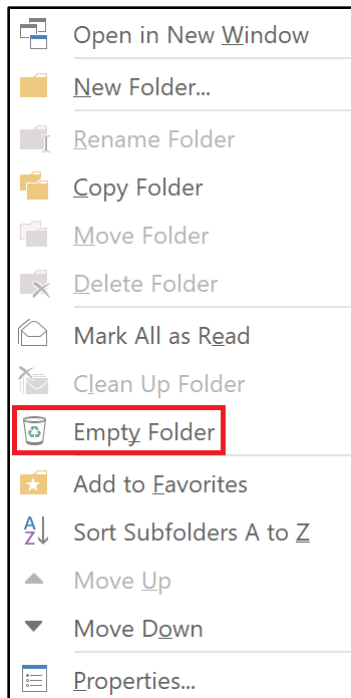 Open in New Window
New Folder...
Rename Folder
Copy Folder
Move Folder
Delete Folder
Mark All as Read
Clean Up Folder
Empty Folder
Add to Favorites
Sort Subfolders A to Z
Move Up
Move Down
Properties...